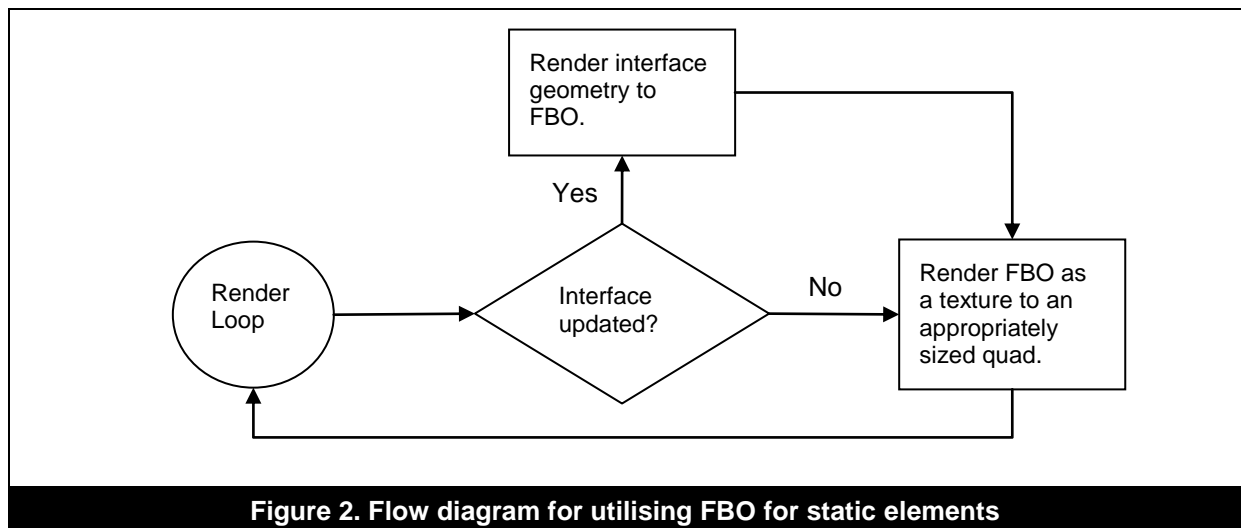 Render interface
geometry to
FBO.
Yes
Render
Loop
Interface
updated?
No
Render FBO as
a texture to an
appropriately
sized quad.
Figure 2. Flow diagram for utilising FBO for static elements